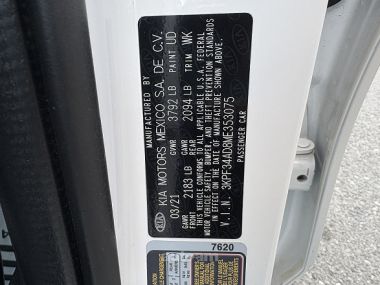 MANUFACTURED BY
KIA MOTORS MEXICO S.A. DE C.V.
03/21 GVWR 3792 LB PAINT UD
GAWR FRONT 2183 LB GAWR REAR 2094 LB TRIM WK
THIS VEHICLE CONFORMS TO ALL APPLICABLE U.S.A. FEDERAL
MOTOR VEHICLE SAFETY, BUMPER, AND THEFT PREVENTION STANDARDS
IN EFFECT ON THE DATE OF MANUFACTURE SHOWN ABOVE.
V.I.N. 3KPF34AD8ME353075
PASSENGER CAR
KIA
KIA
7620